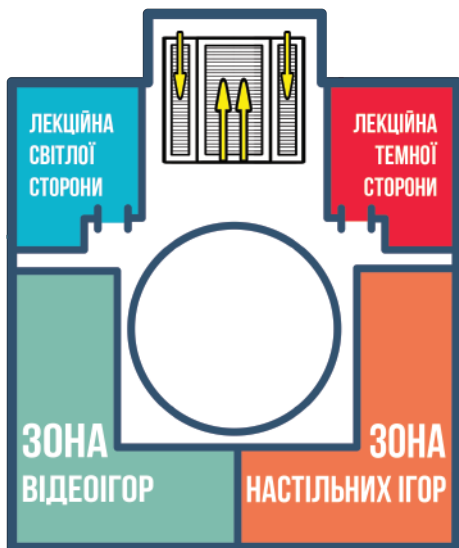 ЛЕКЦІЙНА
СВІТЛОЇ
СТОРОНИ
ЛЕКЦІЙНА
ТЕМНОЇ
СТОРОНИ
ЗОНА
ВІДЕОІГОР
ЗОНА
НАСТІЛЬНИХ ІГОР